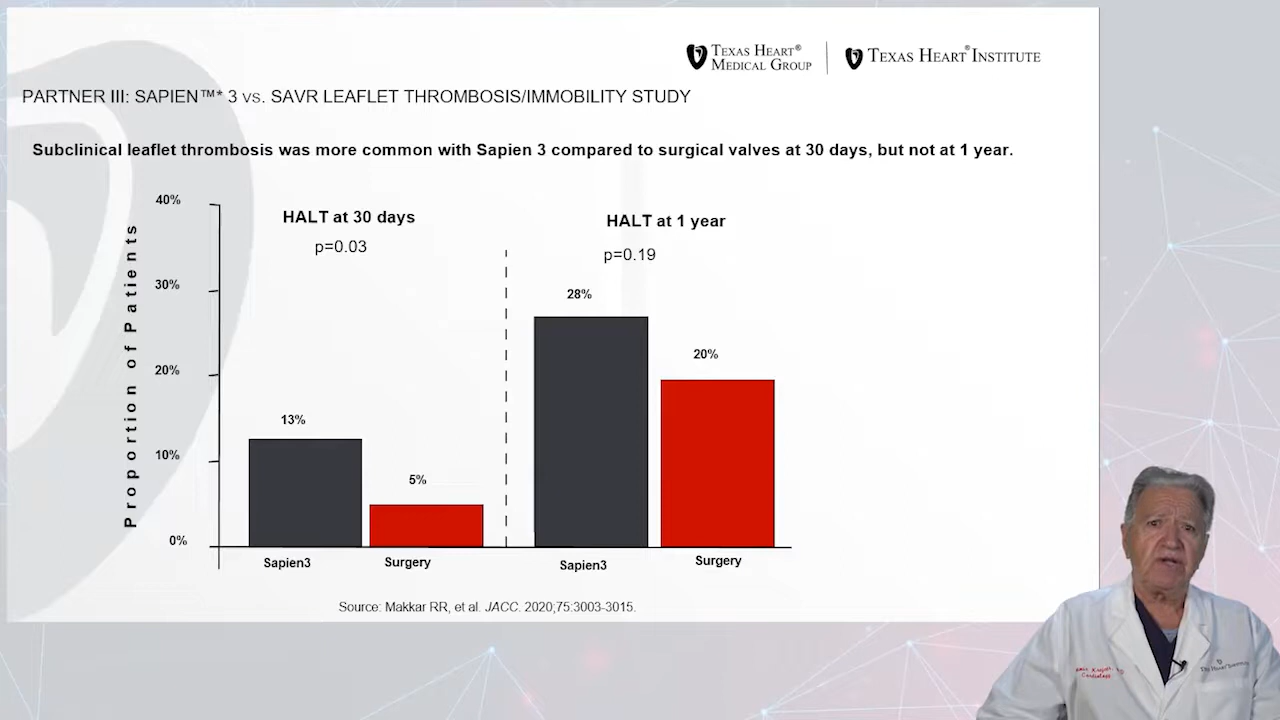 TEXAS HEART®
MEDICAL GROUP
TEXAS HEART® INSTITUTE
PARTNER III: SAPIEN™* 3 VS. SAVR LEAFLET THROMBOSIS/IMMOBILITY STUDY
Subclinical leaflet thrombosis was more common with Sapien 3 compared to surgical valves at 30 days, but not at 1 year.
Proportion of Patients
40%
30%
20%
10%
0%
HALT at 30 days
p=0.03
13%
5%
Sapien3
Surgery
HALT at 1 year
p=0.19
28%
20%
Sapien3
Surgery
Source: Makkar RR, et al. JACC. 2020;75:3003-3015.